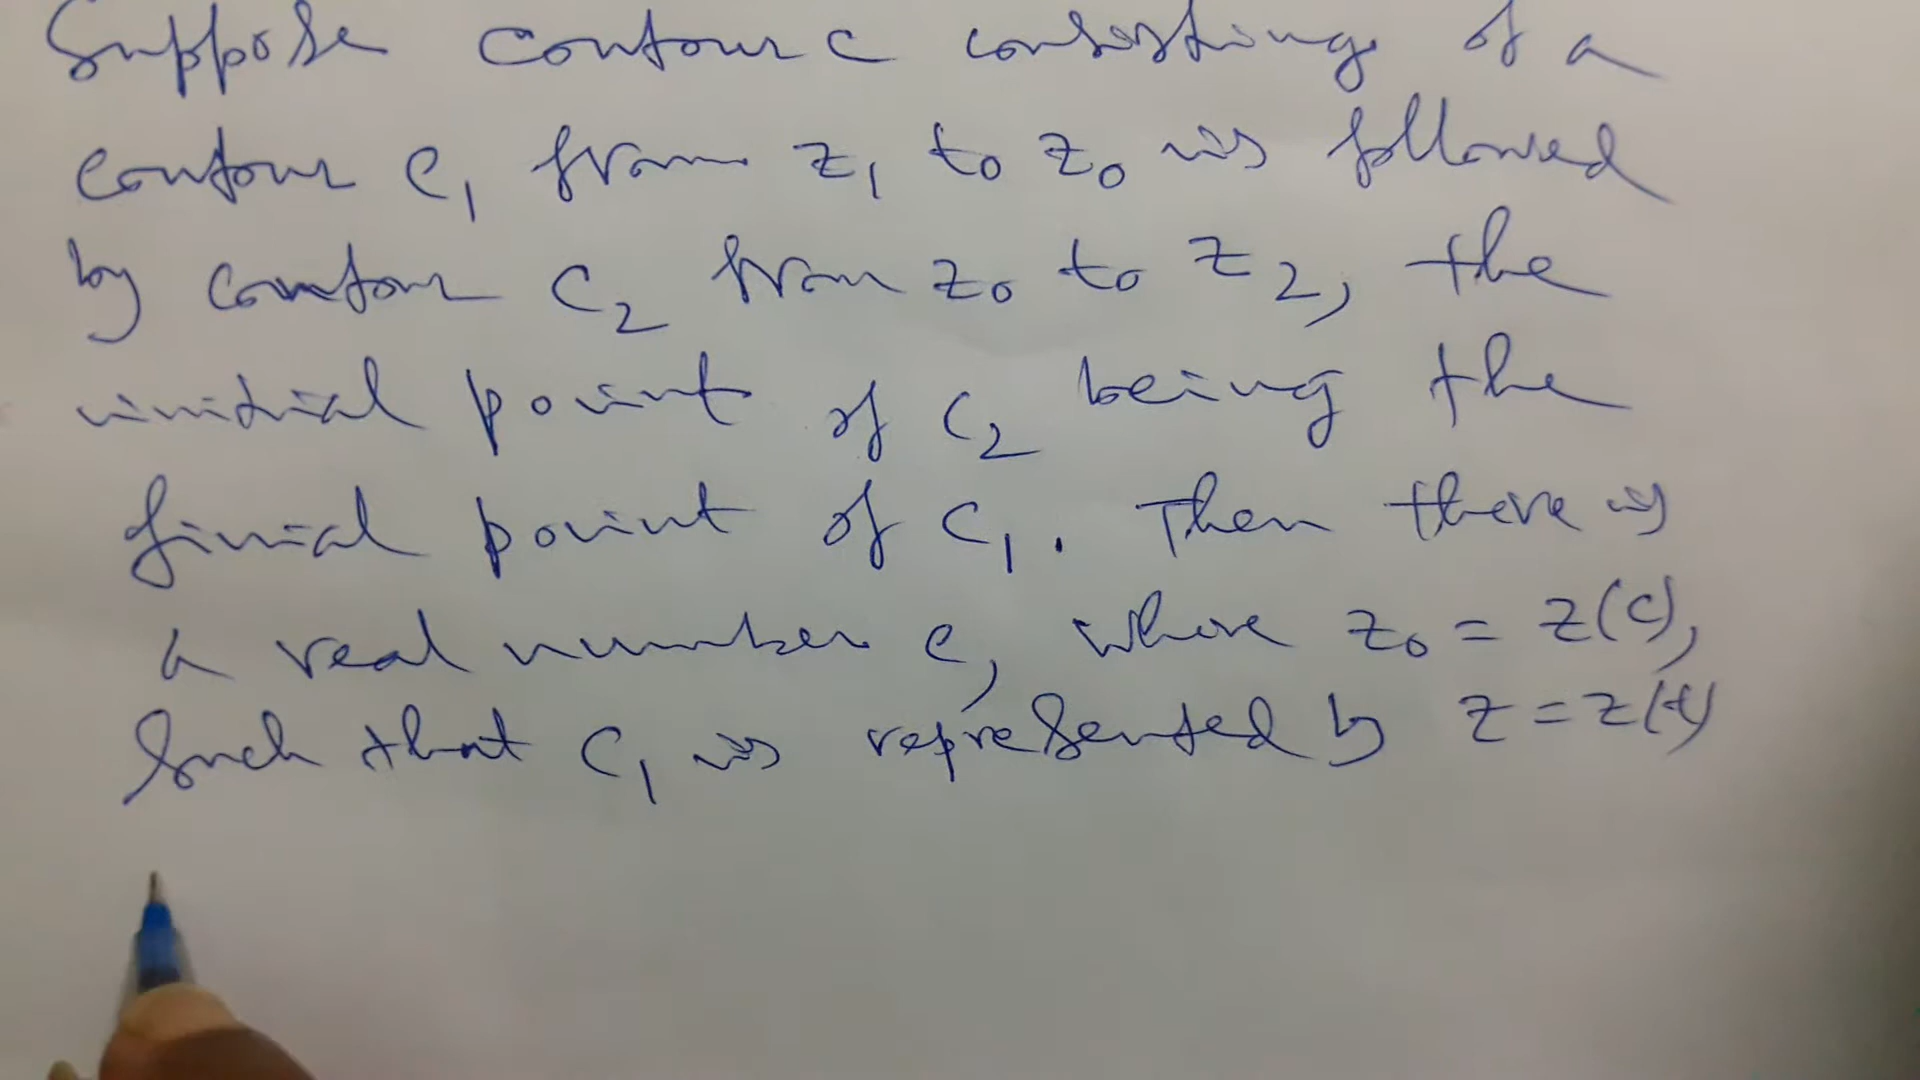 Suppose contour C consisting of a
contour C₁ from z₁ to z₀ is followed
by contour C₂ from z₀ to z₂, the
initial point of C₂ being the
final point of C₁. Then there is
a real number c, where z₀ = z(c),
such that C₁ is represented by z = z(t)